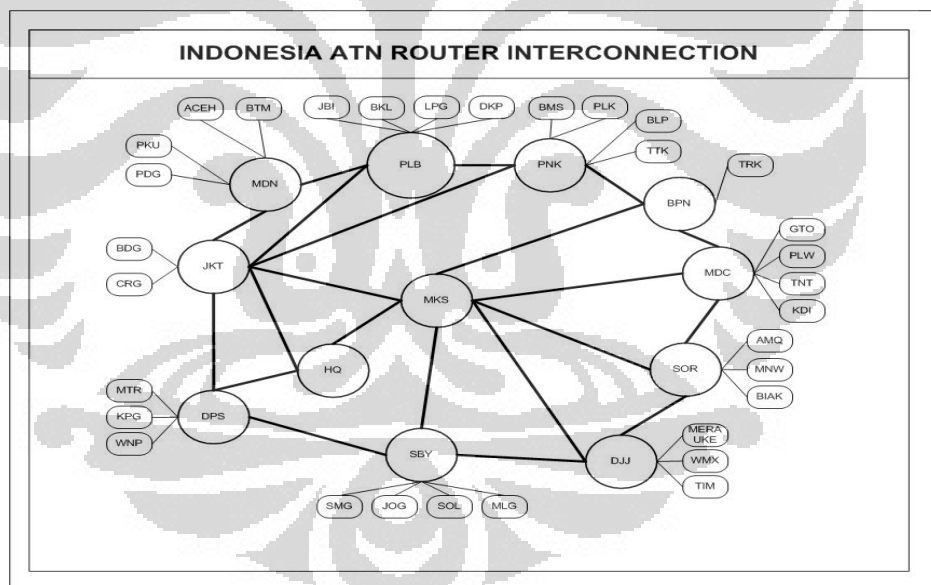 INDONESIA ATN ROUTER INTERCONNECTION
ACEH
BTM
JBI
BKL
LPG
DKP
BMS
PLK
BLP
TTK
PKU
PDG
MDN
PLB
PNK
TRK
BPN
BDG
CRG
JKT
MKS
MDC
GTO
PLW
TNT
KDI
HQ
SOR
AMQ
MNW
BIAK
MTR
KPG
WNP
DPS
SBY
DJJ
MERA
UKE
WMX
TIM
SMG
JOG
SOL
MLG